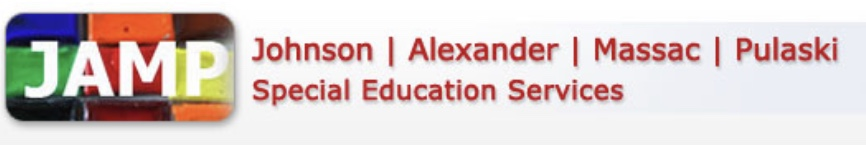 JAMP
Johnson | Alexander | Massac | Pulaski
Special Education Services